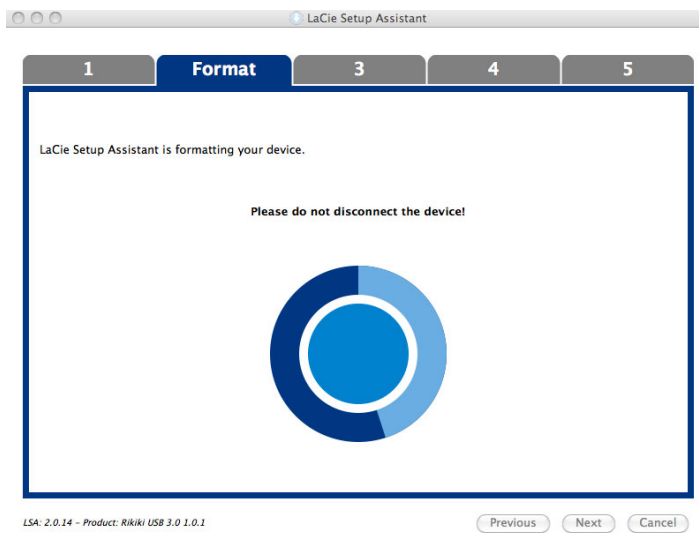 LaCie Setup Assistant
1 Format 3 4 5
LaCie Setup Assistant is formatting your device.
Please do not disconnect the device!
LSA: 2.0.14 – Product: Rikiki USB 3.0 1.0.1
Previous Next Cancel